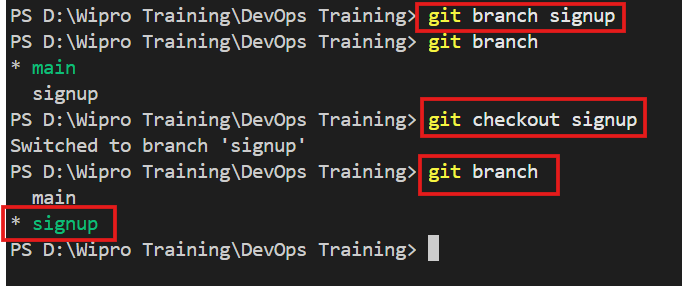 PS D:\Wipro Training\DevOps Training> git branch signup
PS D:\Wipro Training\DevOps Training> git branch
* main
  signup
PS D:\Wipro Training\DevOps Training> git checkout signup
Switched to branch 'signup'
PS D:\Wipro Training\DevOps Training> git branch
  main
* signup
PS D:\Wipro Training\DevOps Training>